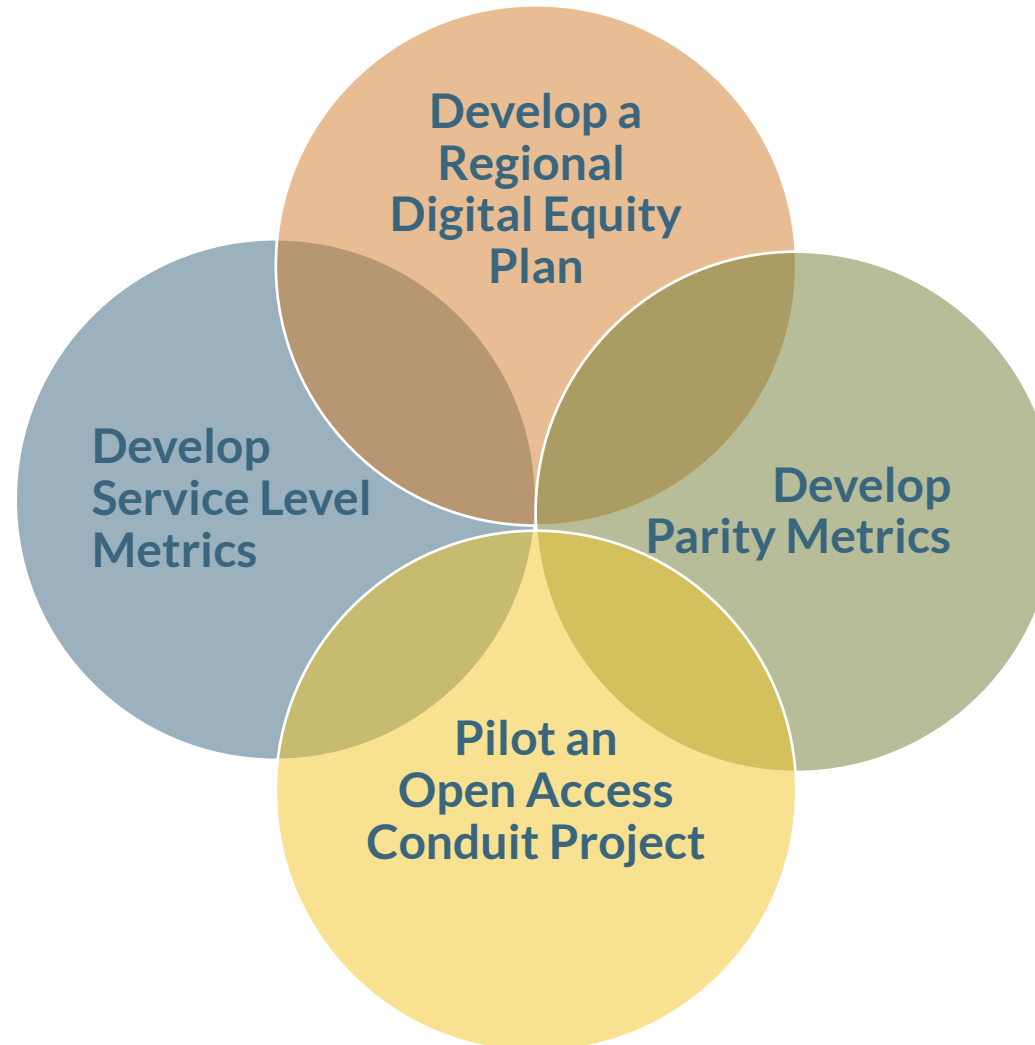 Develop a
Regional
Digital Equity
Plan
Develop
Service Level
Metrics
Develop
Parity Metrics
Pilot an
Open Access
Conduit Project